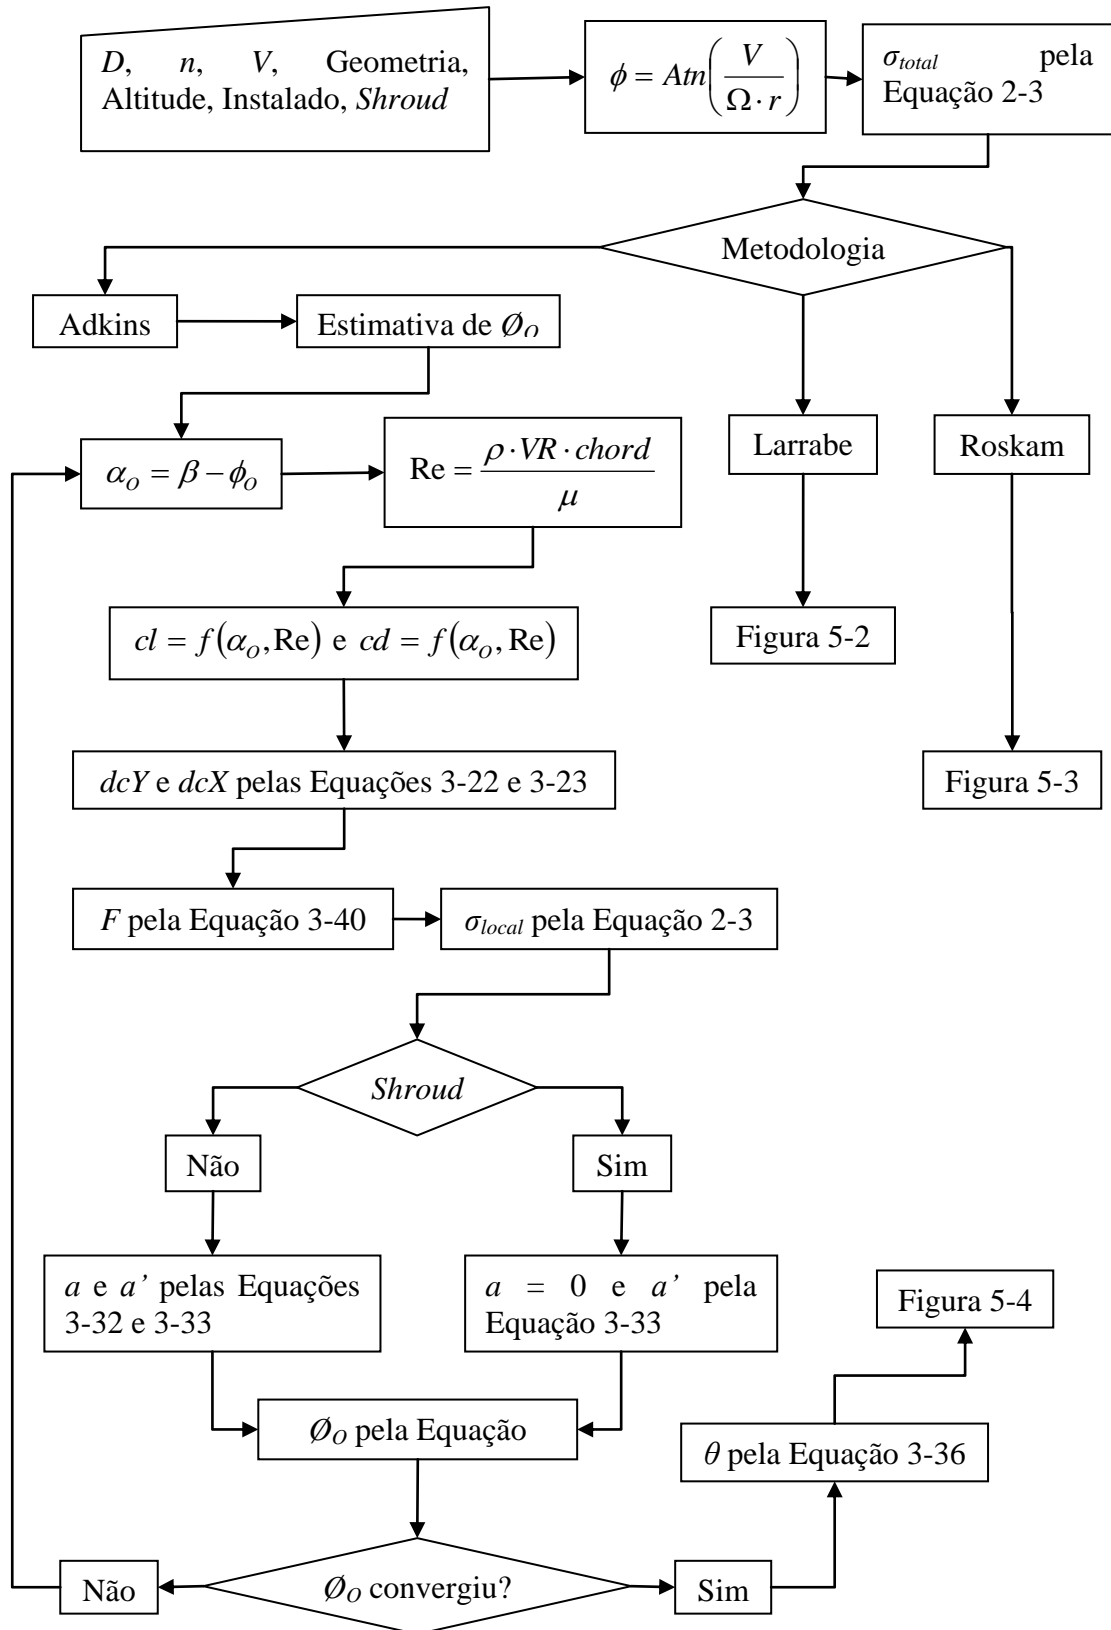 D, n, V, Geometria,
Altitude, Instalado, Shroud
ϕ = Atn(V / Ω · r)
σtotal pela
Equação 2-3
Metodologia
Adkins
Estimativa de ØO
αO = β − ϕO
Re = ρ · VR · chord / μ
Larrabe
Roskam
cl = f(αO, Re) e cd = f(αO, Re)
Figura 5-2
dcY e dcX pelas Equações 3-22 e 3-23
Figura 5-3
F pela Equação 3-40
σlocal pela Equação 2-3
Shroud
Não
Sim
a e a’ pelas Equações
3-32 e 3-33
a = 0 e a’ pela
Equação 3-33
Figura 5-4
ØO pela Equação
θ pela Equação 3-36
Não
ØO convergiu?
Sim